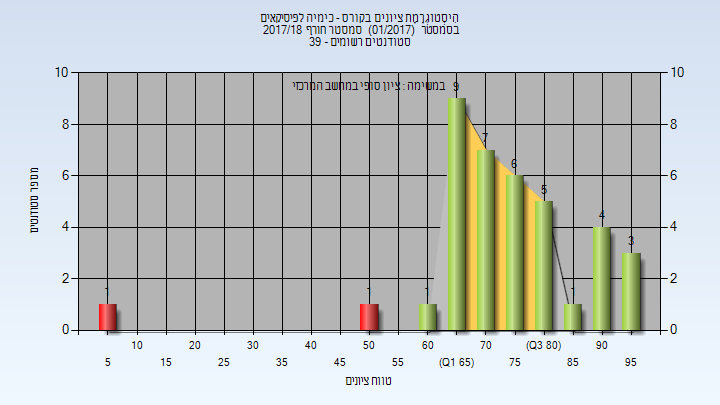 היסטוגרמת ציונים בקורס - כימיה לפיסיקאים
בסמסטר (01/2017) סמסטר חורף 2017/18
סטודנטים רשומים - 39
במשימה : ציון סופי במחשב המרכזי
מספר סטודנטים
10 8 6 4 2 0
1 1 1 9 7 6 5 1 4 3
10 8 6 4 2 0
10 20 30 40 50 60 70 (Q3 80) 90
5 15 25 35 45 55 (Q1 65) 75 85 95
טווח ציונים